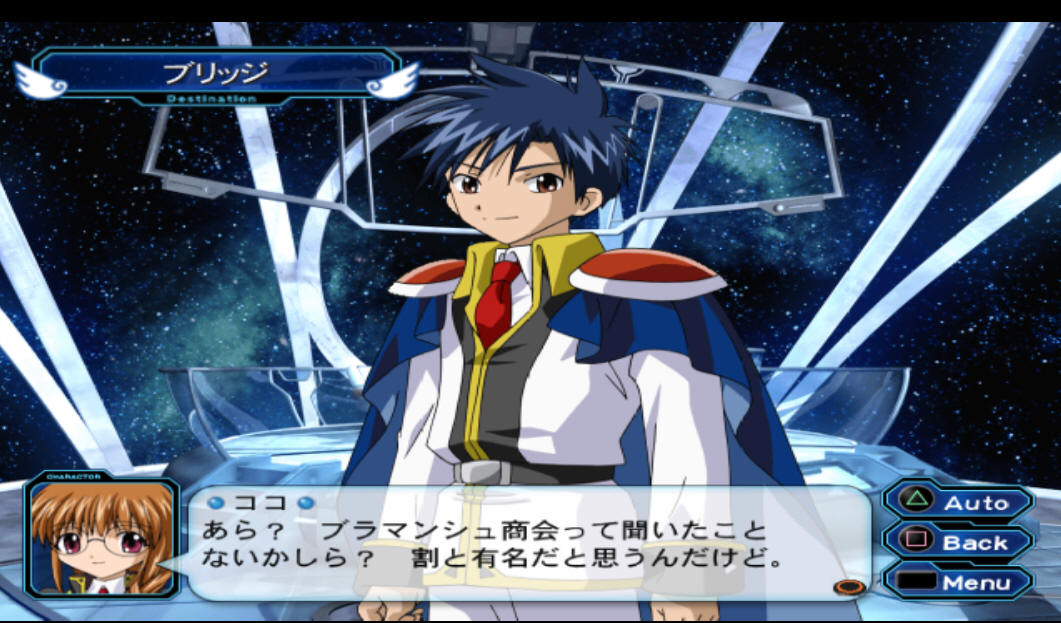 ブリッジ
Destination
CHARACTOR
ココ
あら？　ブラマンシュ商会って聞いたこと
ないかしら？　割と有名だと思うんだけど。
Auto
Back
Menu